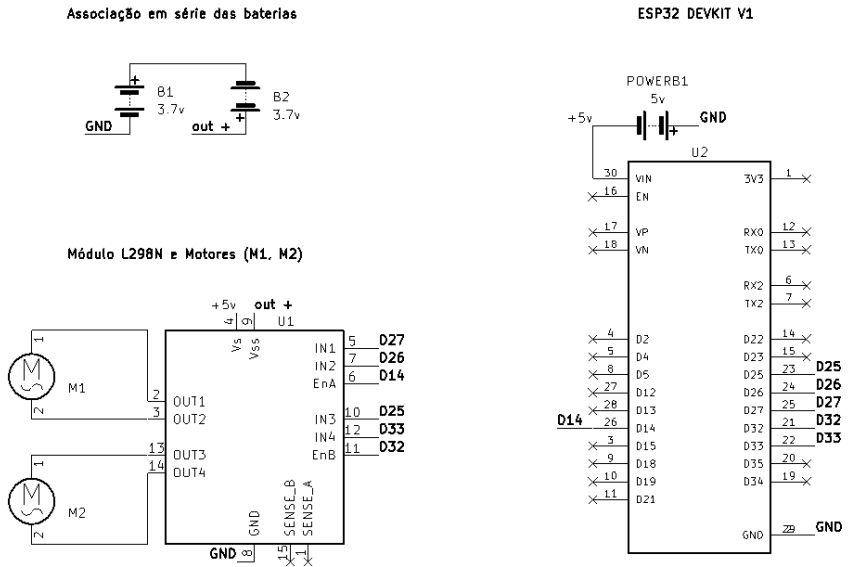 Associação em série das baterias
+
B1
3.7v
GND
B2
3.7v
+
out +
ESP32 DEVKIT V1
POWERB1
5v
+5v
GND
+
U2
30 VIN
16 EN
17 VP
18 VN
4 D2
5 D4
8 D5
27 D12
28 D13
D14 26 D14
3 D15
9 D18
10 D19
11 D21
3V3 1
RX0 12
TX0 13
RX2 6
TX2 7
D22 14
D23 15
D25 23 D25
D26 24 D26
D27 25 D27
D32 21 D32
D33 22 D33
D35 20
D34 19
GND 29 GND
Módulo L298N e Motores (M1, M2)
+5v out +
4 9 U1
Vs Vss
1
M
M1
2
2 OUT1
3 OUT2
13 OUT3
14 OUT4
1
M
M2
2
IN1 5 D27
IN2 7 D26
EnA 6 D14
IN3 10 D25
IN4 12 D33
EnB 11 D32
GND SENSE_B SENSE_A
GND 8 15 1